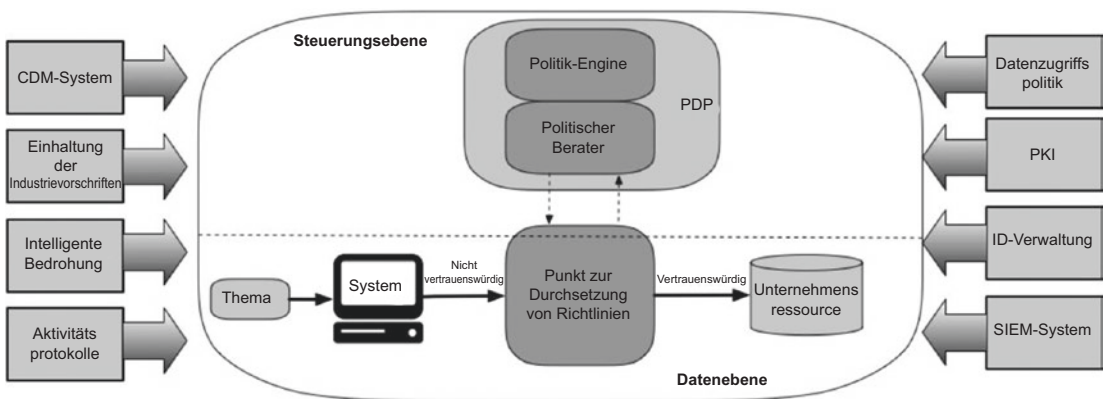 CDM-System
Einhaltung
der
Industrievorschriften
Intelligente
Bedrohung
Aktivitäts
protokolle
Steuerungsebene
Politik-Engine
Politischer
Berater
PDP
Thema
System
Nicht
vertrauenswürdig
Punkt zur
Durchsetzung
von Richtlinien
Vertrauenswürdig
Unternehmens
ressource
Datenebene
Datenzugriffs
politik
PKI
ID-Verwaltung
SIEM-System